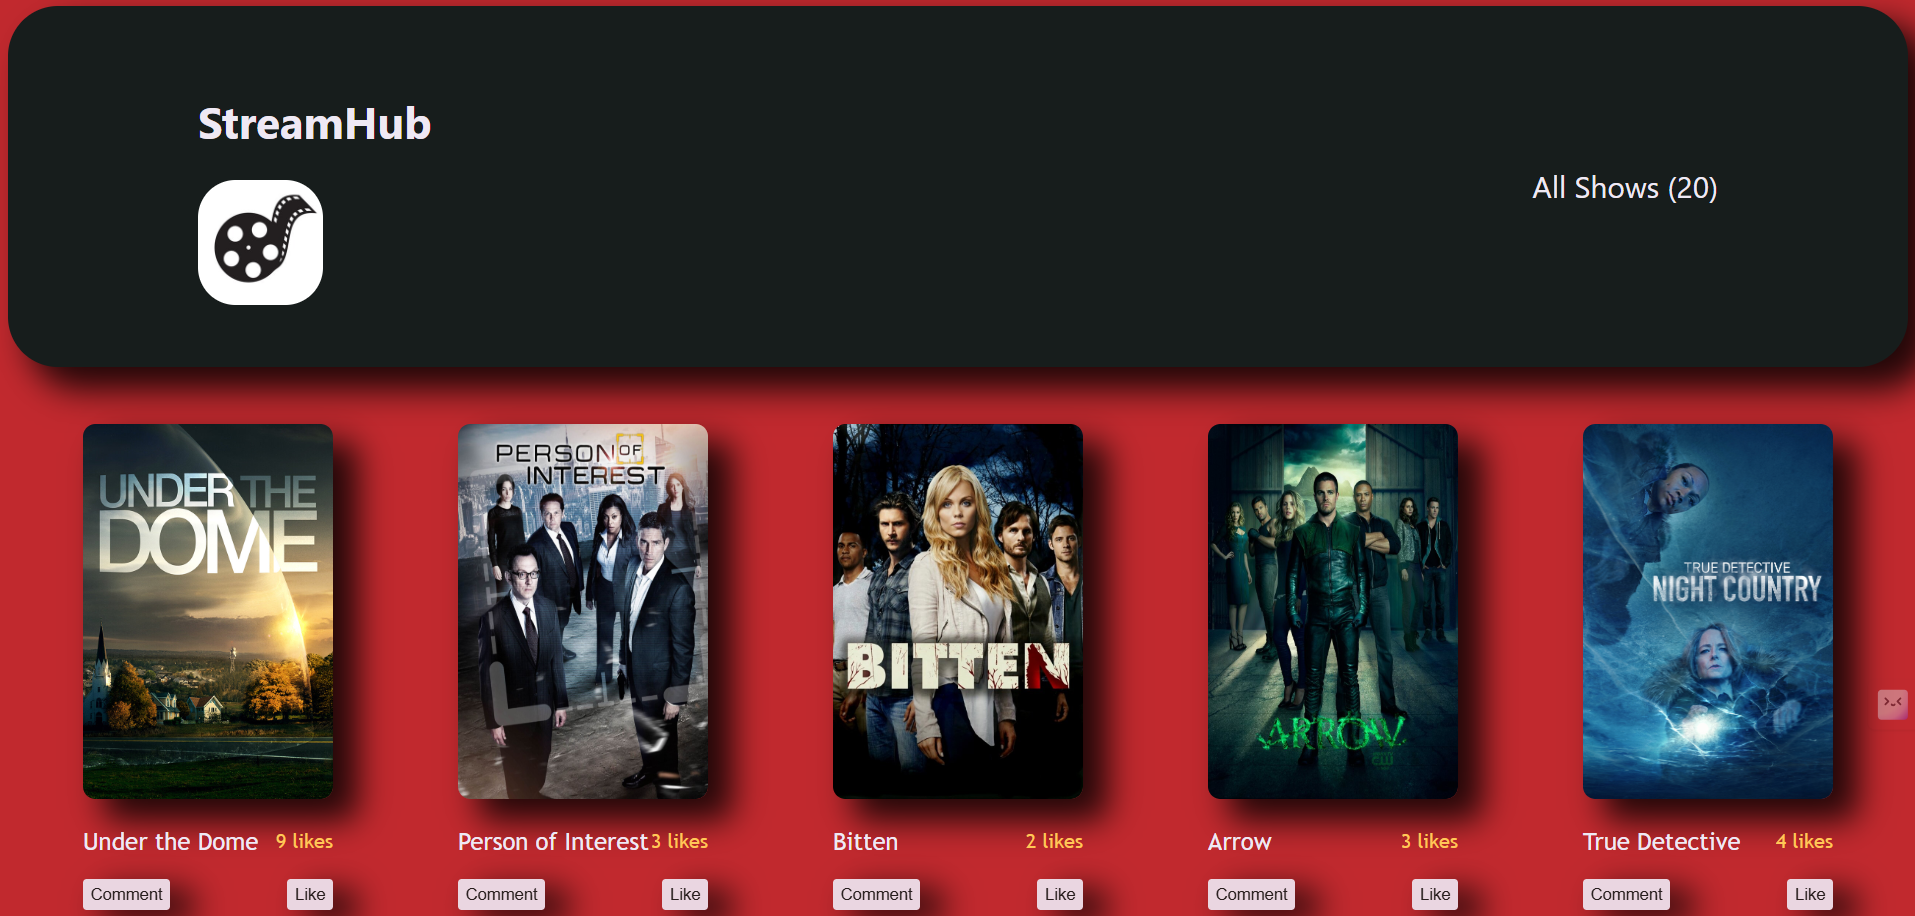 StreamHub
All Shows (20)
UNDER THE
DOME
PERSON OF
INTEREST
BITTEN
ARROW
CW
TRUE DETECTIVE
NIGHT COUNTRY
Under the Dome 9 likes
Person of Interest 3 likes
Bitten 2 likes
Arrow 3 likes
True Detective 4 likes
Comment Like
Comment Like
Comment Like
Comment Like
Comment Like